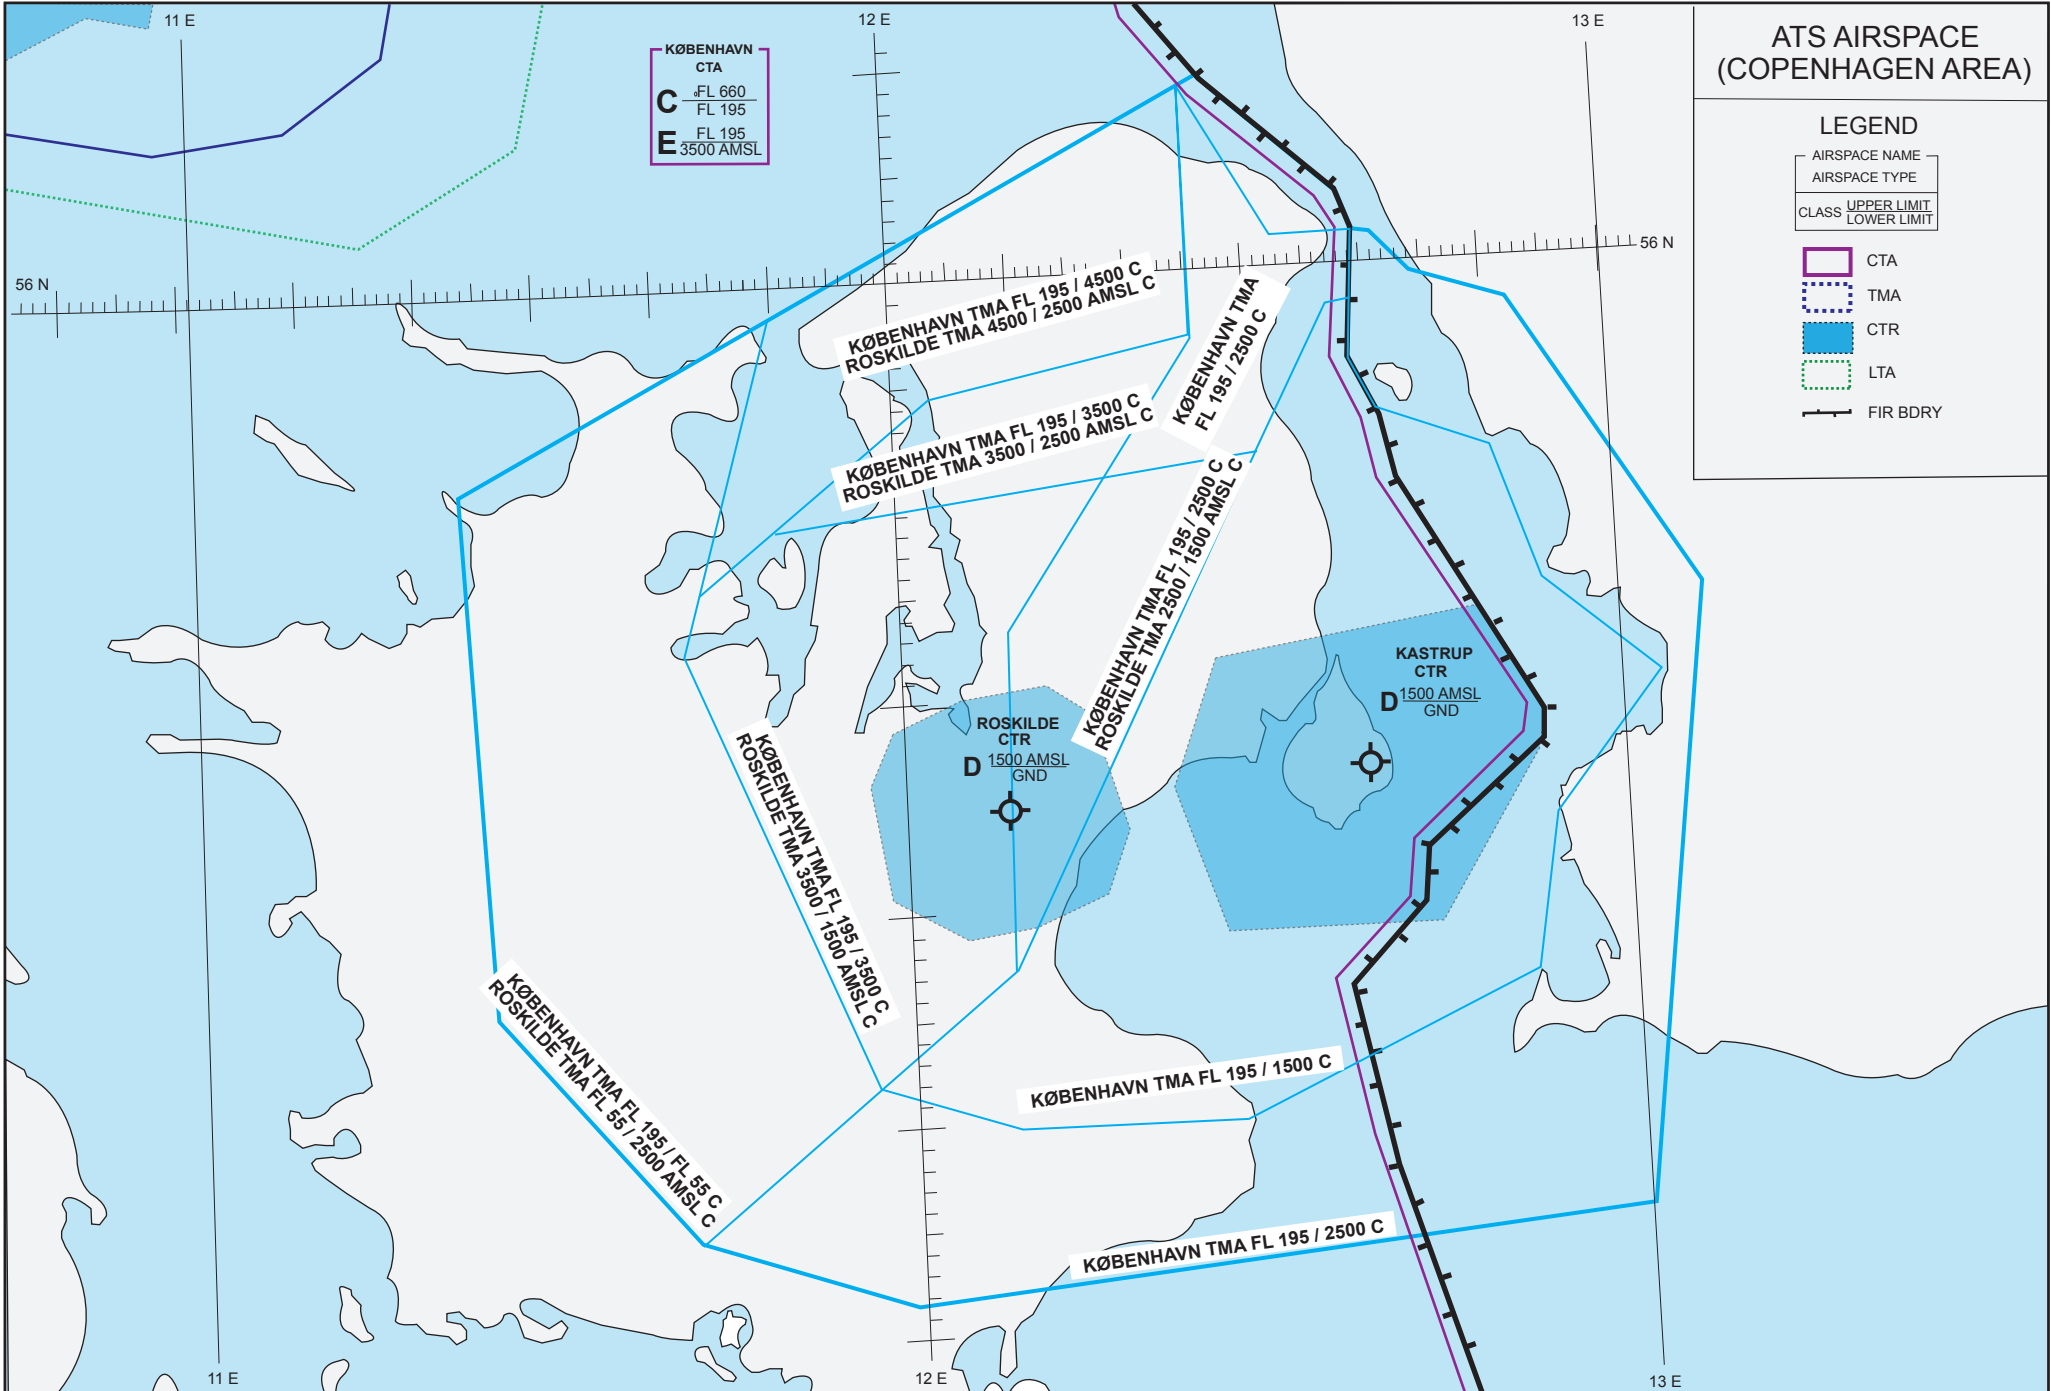 11 E
12 E
13 E
KØBENHAVN
CTA
C FL 660
FL 195
E FL 195
3500 AMSL
ATS AIRSPACE
(COPENHAGEN AREA)
LEGEND
AIRSPACE NAME
AIRSPACE TYPE
CLASS UPPER LIMIT
LOWER LIMIT
CTA
TMA
CTR
LTA
FIR BDRY
56 N
56 N
KØBENHAVN TMA FL 195 / 4500 C
ROSKILDE TMA 4500 / 2500 AMSL C
KØBENHAVN TMA
FL 195 / 2500 C
KØBENHAVN TMA FL 195 / 3500 C
ROSKILDE TMA 3500 / 2500 AMSL C
KØBENHAVN TMA FL 195 / 2500 C
ROSKILDE TMA 2500 / 1500 AMSL C
KASTRUP
CTR
D 1500 AMSL
GND
ROSKILDE
CTR
D 1500 AMSL
GND
KØBENHAVN TMA FL 195 / 3500 C
ROSKILDE TMA 3500 / 1500 AMSL C
KØBENHAVN TMA FL 195 / FL 55 C
ROSKILDE TMA FL 55 / 2500 AMSL C
KØBENHAVN TMA FL 195 / 1500 C
KØBENHAVN TMA FL 195 / 2500 C
11 E
12 E
13 E